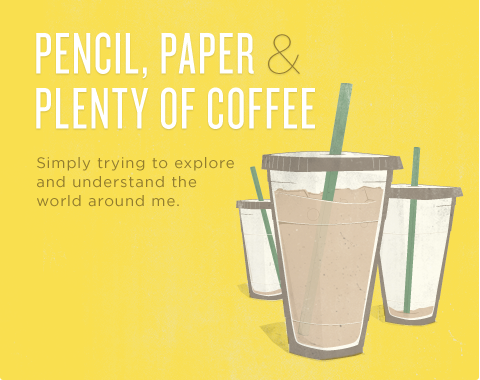 PENCIL, PAPER &
PLENTY OF COFFEE
Simply trying to explore
and understand the
world around me.